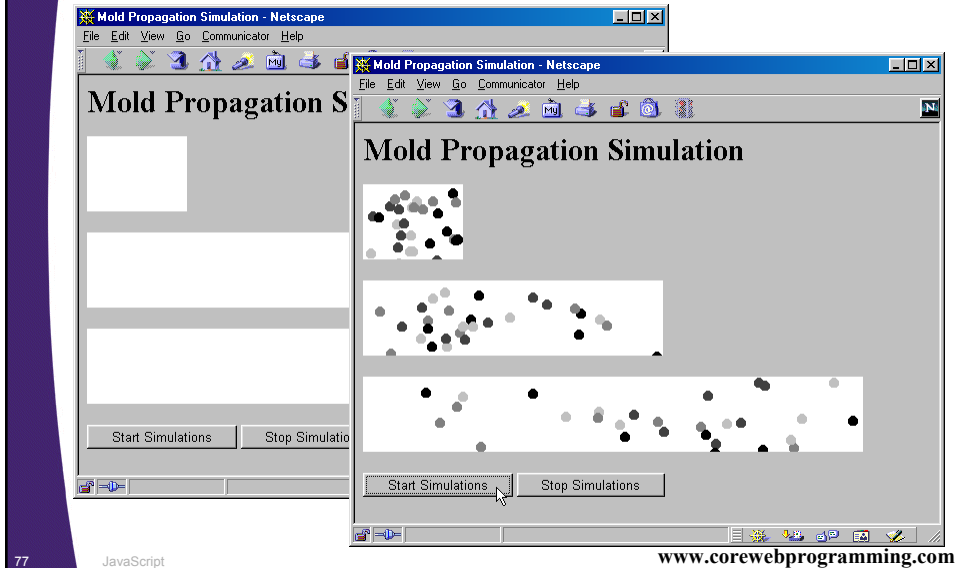 Mold Propagation Simulation - Netscape
File Edit View Go Communicator Help
My
Mold Propagation S
Start Simulations Stop Simulatio
Mold Propagation Simulation - Netscape
File Edit View Go Communicator Help
My
N
Mold Propagation Simulation
Start Simulations Stop Simulations
77 JavaScript
www.corewebprogramming.com